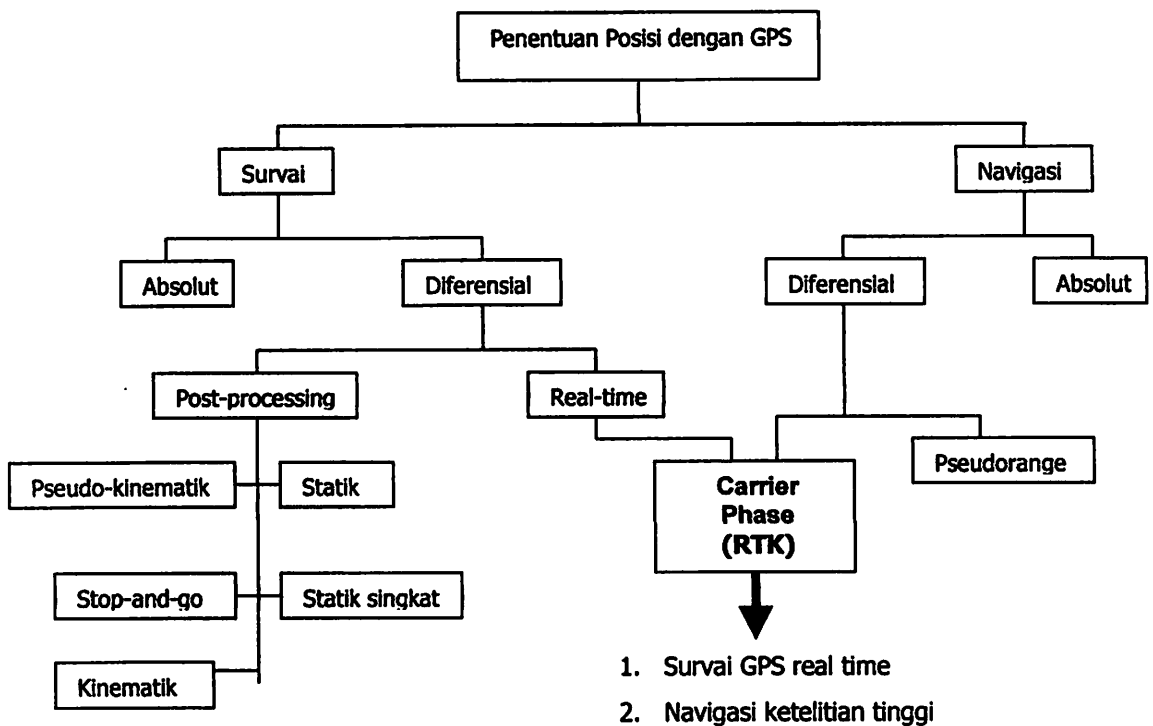 Penentuan Posisi dengan GPS
Survai
Navigasi
Absolut
Diferensial
Diferensial
Absolut
Post-processing
Real-time
Pseudo-kinematik
Statik
Carrier
Phase
(RTK)
Pseudorange
Stop-and-go
Statik singkat
Kinematik
1. Survai GPS real time
2. Navigasi ketelitian tinggi